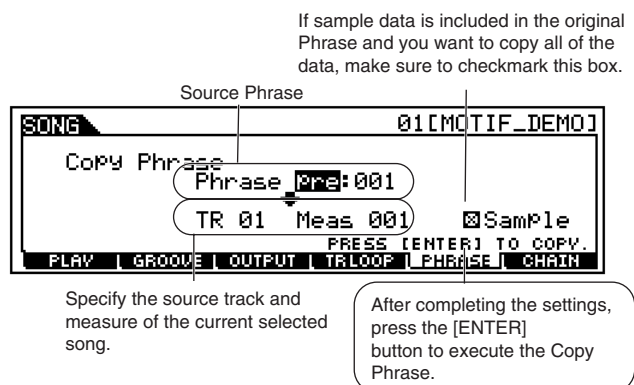 If sample data is included in the original
Phrase and you want to copy all of the
data, make sure to checkmark this box.
Source Phrase
SONG 01[MOTIF_DEMO]
Copy Phrase
Phrase pre:001
TR 01 Meas 001 Sample
PRESS [ENTER] TO COPY.
PLAY GROOVE OUTPUT TRLOOP PHRASE CHAIN
Specify the source track and
measure of the current selected
song.
After completing the settings,
press the [ENTER]
button to execute the Copy
Phrase.